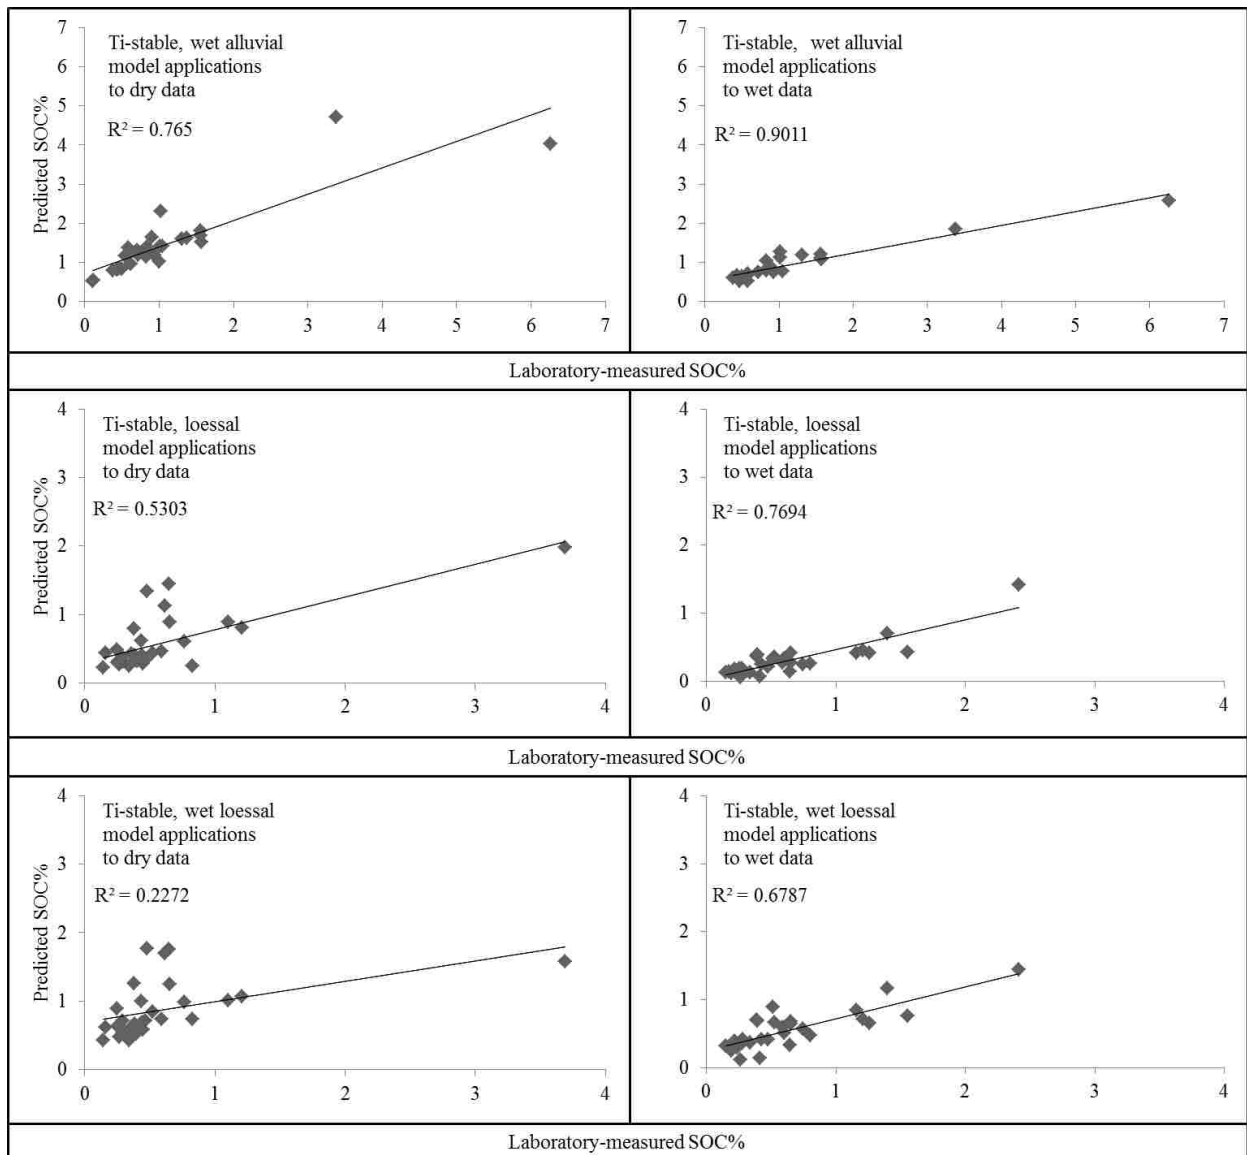 Ti-stable, wet alluvial
model applications
to dry data
R² = 0.765
Predicted SOC%
7
6
5
4
3
2
1
0
0 1 2 3 4 5 6 7
Ti-stable, wet alluvial
model applications
to wet data
R² = 0.9011
7
6
5
4
3
2
1
0
0 1 2 3 4 5 6 7
Laboratory-measured SOC%
Ti-stable, loessal
model applications
to dry data
R² = 0.5303
Predicted SOC%
4
3
2
1
0
0 1 2 3 4
Ti-stable, loessal
model applications
to wet data
R² = 0.7694
4
3
2
1
0
0 1 2 3 4
Laboratory-measured SOC%
Ti-stable, wet loessal
model applications
to dry data
R² = 0.2272
Predicted SOC%
4
3
2
1
0
0 1 2 3 4
Ti-stable, wet loessal
model applications
to wet data
R² = 0.6787
4
3
2
1
0
0 1 2 3 4
Laboratory-measured SOC%